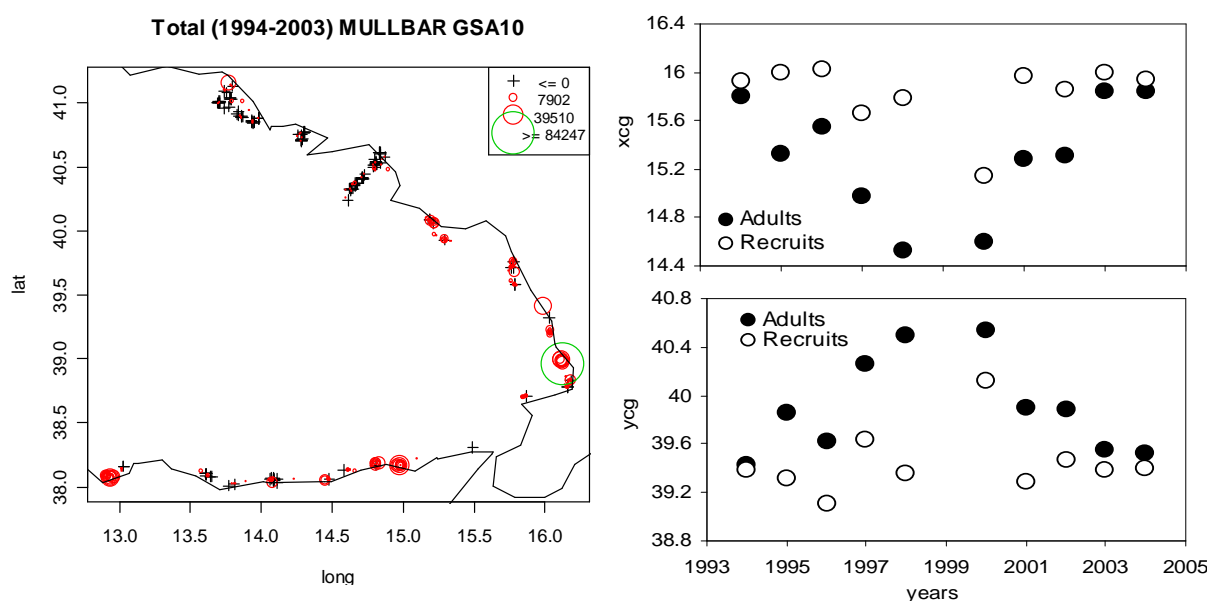 Total (1994-2003) MULLBAR GSA10
<= 0
7902
39510
>= 84247
lat
41.0
40.5
40.0
39.5
39.0
38.5
38.0
13.0 13.5 14.0 14.5 15.0 15.5 16.0
long
xcg
16.4
16
15.6
15.2
14.8
14.4
Adults
Recruits
ycg
40.8
40.4
40
39.6
39.2
38.8
Adults
Recruits
1993 1995 1997 1999 2001 2003 2005
years